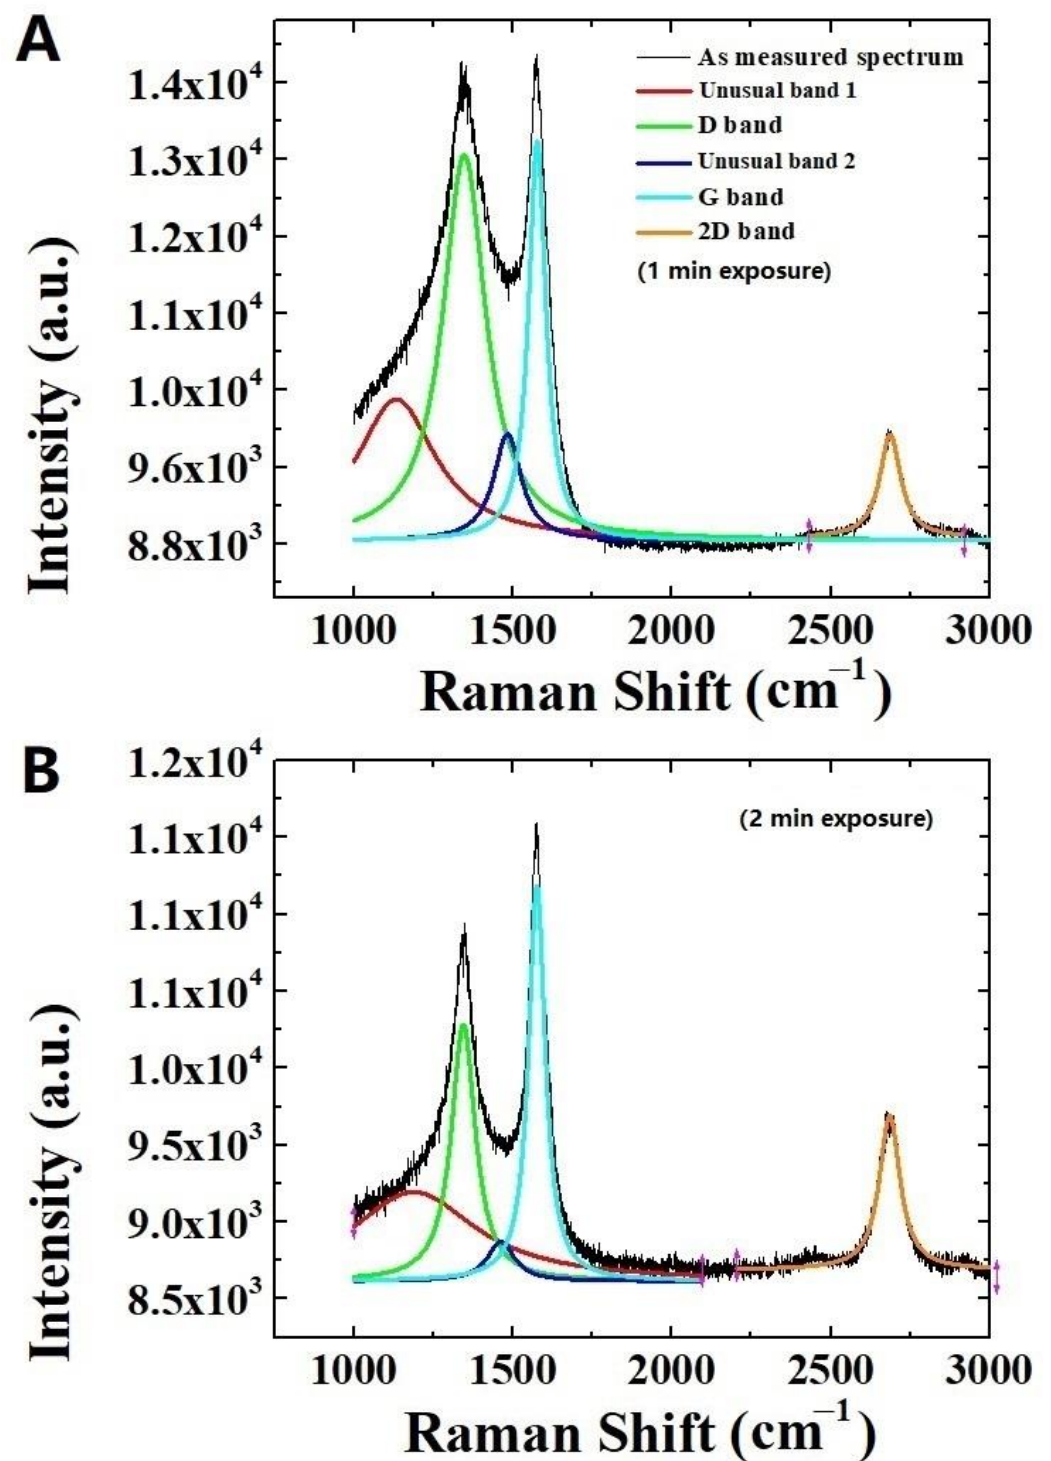 A
Intensity (a.u.)
1.4x10⁴
1.3x10⁴
1.2x10⁴
1.1x10⁴
1.0x10⁴
9.6x10³
8.8x10³
As measured spectrum
Unusual band 1
D band
Unusual band 2
G band
2D band
(1 min exposure)
1000 1500 2000 2500 3000
Raman Shift (cm⁻¹)
B
Intensity (a.u.)
1.2x10⁴
1.1x10⁴
1.1x10⁴
1.1x10⁴
1.0x10⁴
9.5x10³
9.0x10³
8.5x10³
(2 min exposure)
1000 1500 2000 2500 3000
Raman Shift (cm⁻¹)